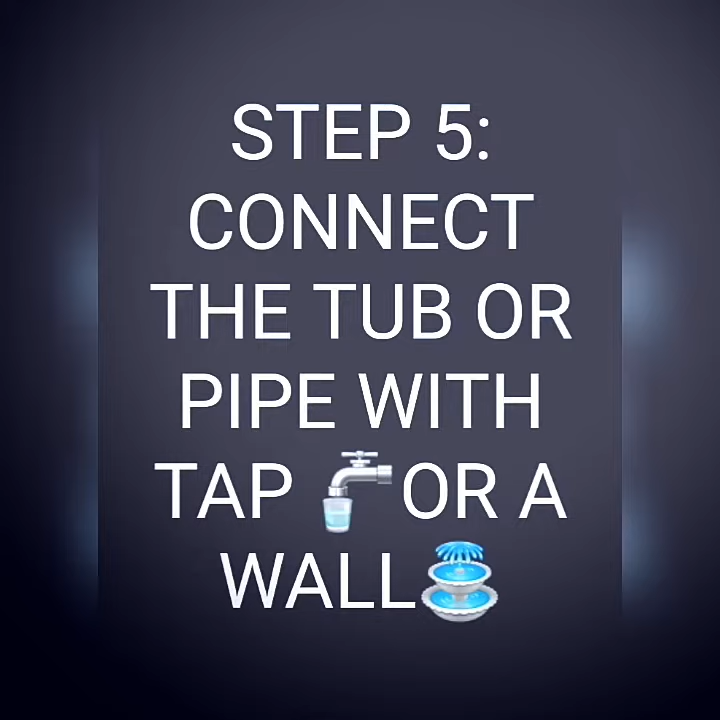 STEP 5:
CONNECT
THE TUB OR
PIPE WITH
TAP 🚰OR A
WALL⛲